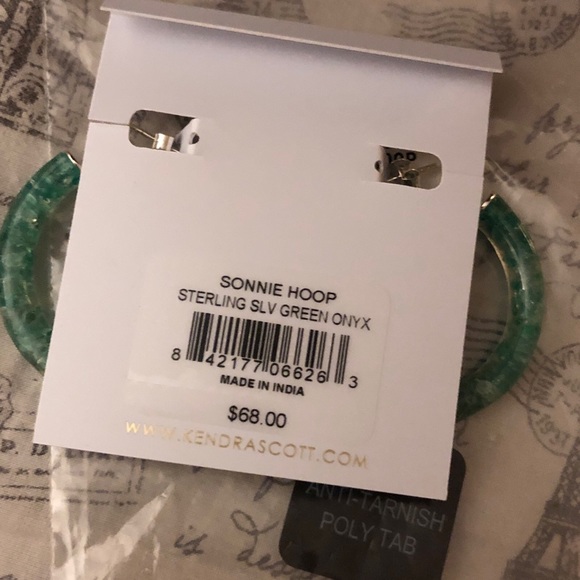 SONNIE HOOP
STERLING SLV GREEN ONYX
8 42177 06626 3
MADE IN INDIA
$68.00
WWW.KENDRASCOTT.COM
ANTI-TARNISH
POLY TAB
is